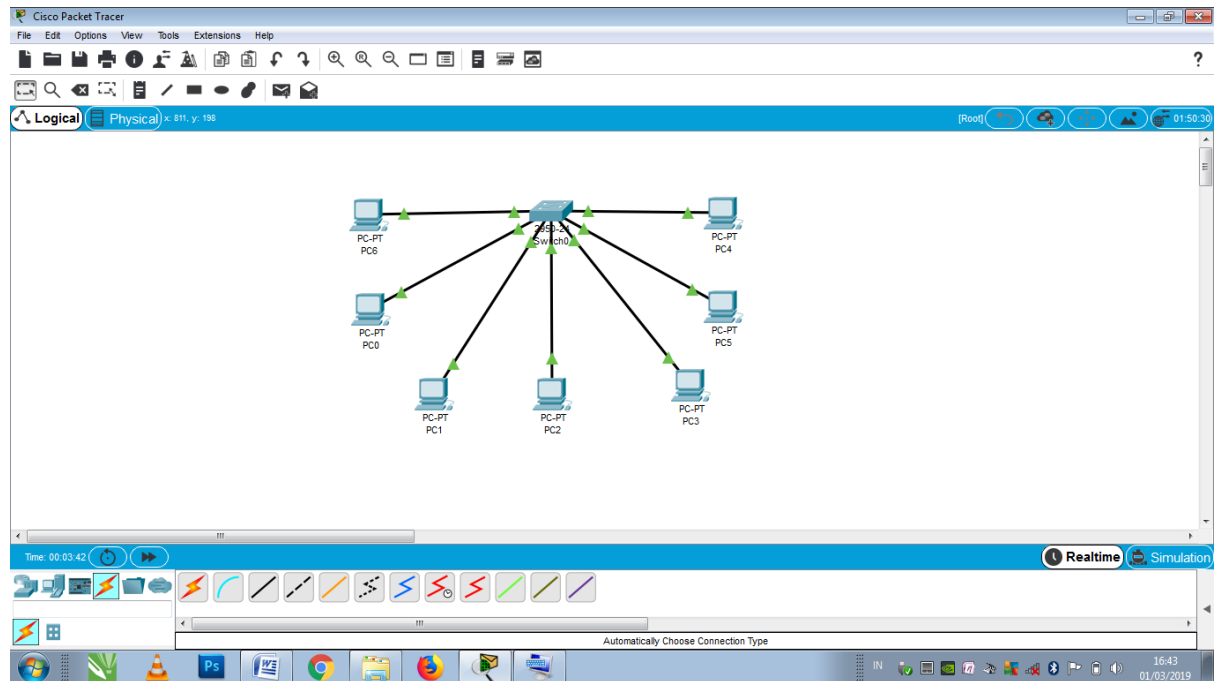 Cisco Packet Tracer
File Edit Options View Tools Extensions Help
?
Logical Physical x: 811, y: 198 [Root] 01:50:30
PC-PT
PC6
2950-24
Switch0
PC-PT
PC4
PC-PT
PC0
PC-PT
PC5
PC-PT
PC1
PC-PT
PC2
PC-PT
PC3
Time: 00:03:42 Realtime Simulation
Automatically Choose Connection Type
Ps W IN 16:43
01/03/2019